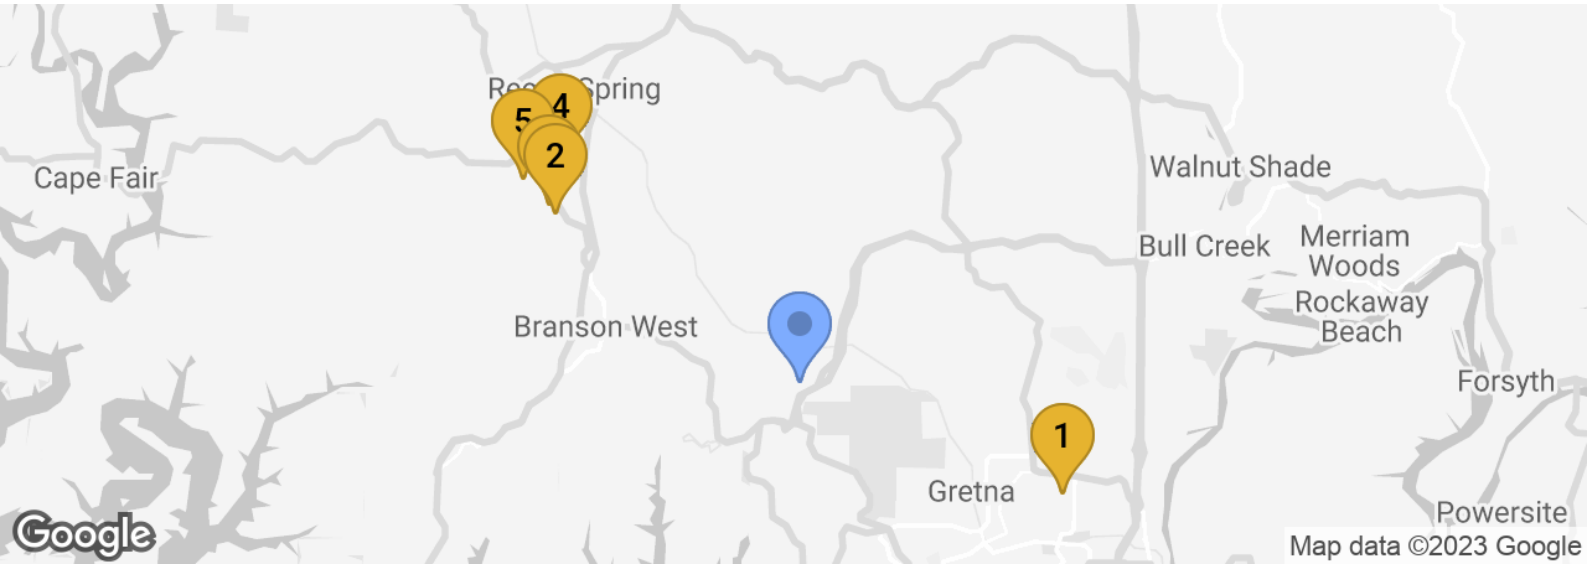 Spring
4
5
2
Cape Fair
Walnut Shade
Bull Creek
Merriam
Woods
Rockaway
Beach
Branson West
Forsyth
1
Gretna
Powersite
Google
Map data ©2023 Google